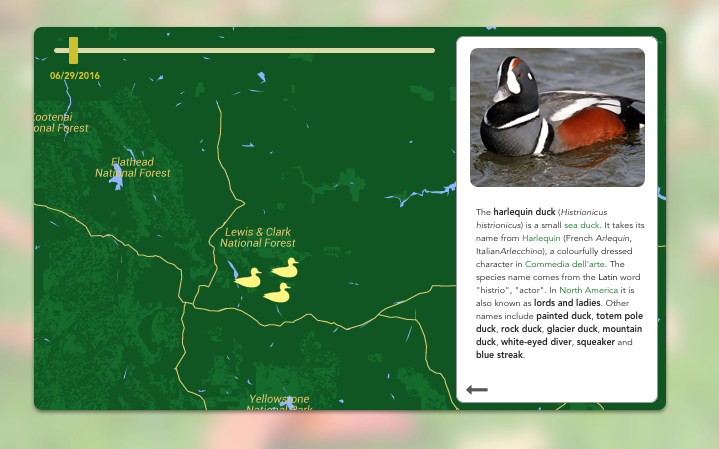 06/29/2016
Kootenai
National Forest
Flathead
National Forest
Lewis & Clark
National Forest
Yellowstone
National Park
The harlequin duck (Histrionicus
histrionicus) is a small sea duck. It takes its
name from Harlequin (French Arlequin,
ItalianArlecchino), a colourfully dressed
character in Commedia dell'arte. The
species name comes from the Latin word
"histrio", "actor". In North America it is
also known as lords and ladies. Other
names include painted duck, totem pole
duck, rock duck, glacier duck, mountain
duck, white-eyed diver, squeaker and
blue streak.